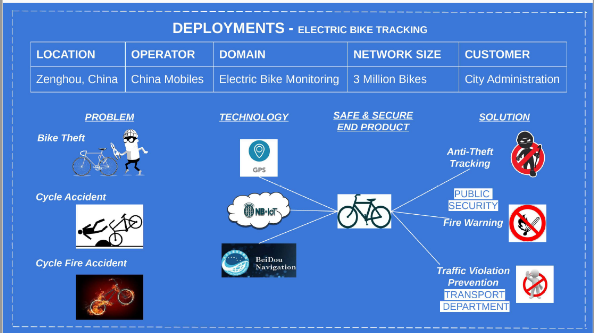 DEPLOYMENTS - ELECTRIC BIKE TRACKING
LOCATION OPERATOR DOMAIN NETWORK SIZE CUSTOMER
Zenghou, China China Mobiles Electric Bike Monitoring 3 Million Bikes City Administration
PROBLEM
Bike Theft
Cycle Accident
Cycle Fire Accident
TECHNOLOGY
GPS
NB-IoT
BeiDou
Navigation
SAFE & SECURE
END PRODUCT
SOLUTION
Anti-Theft
Tracking
PUBLIC
SECURITY
Fire Warning
Traffic Violation
Prevention
TRANSPORT
DEPARTMENT